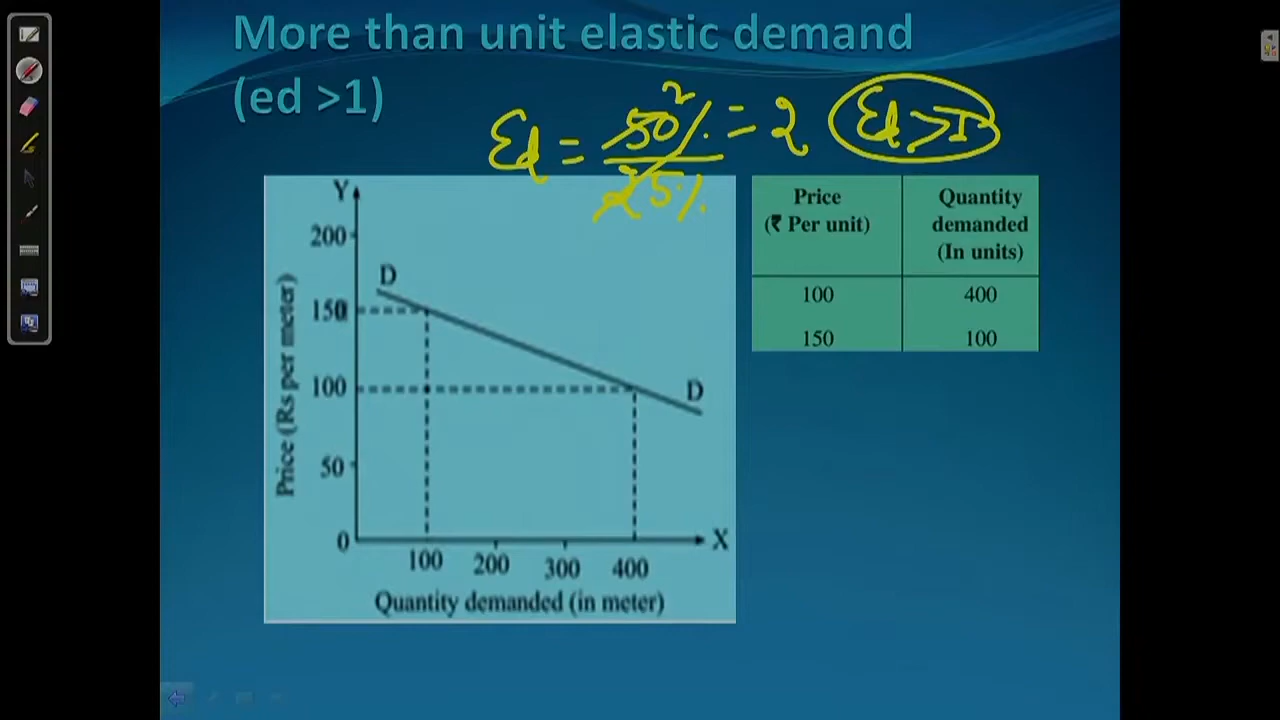 More than unit elastic demand
(ed >1)
Ed = 50% / 25% = 2 Ed > 1
2
Y
200
150
100
50
0
D
D
X
100 200 300 400
Price (Rs per meter)
Quantity demanded (in meter)
Price
(₹ Per unit)
Quantity
demanded
(In units)
100 400
150 100